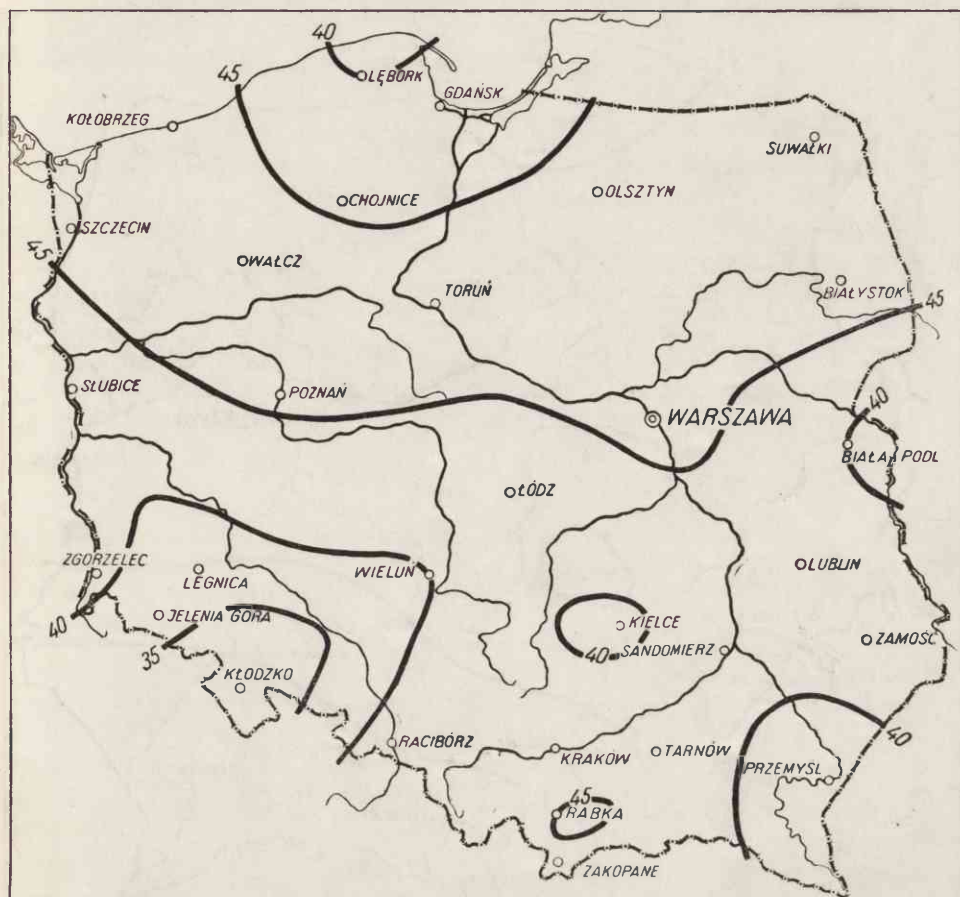 40
LĘBORK
45
GDAŃSK
KOŁOBRZEG
SUWAŁKI
OLSZTYN
CHOJNICE
SZCZECIN
45
WAŁCZ
BIAŁYSTOK
TORUŃ
45
SŁUBICE
POZNAŃ
WARSZAWA
40
BIAŁA PODL
ŁÓDZ
ZGORZELEC
LEGNICA
WIELUŃ
LUBLIN
JELENIA GÓRA
40
KIELCE
35
40
SANDOMIERZ
ZAMOŚĆ
KŁODZKO
RACIBÓRZ
KRAKÓW
TARNÓW
40
PRZEMYŚL
45
RABKA
ZAKOPANE